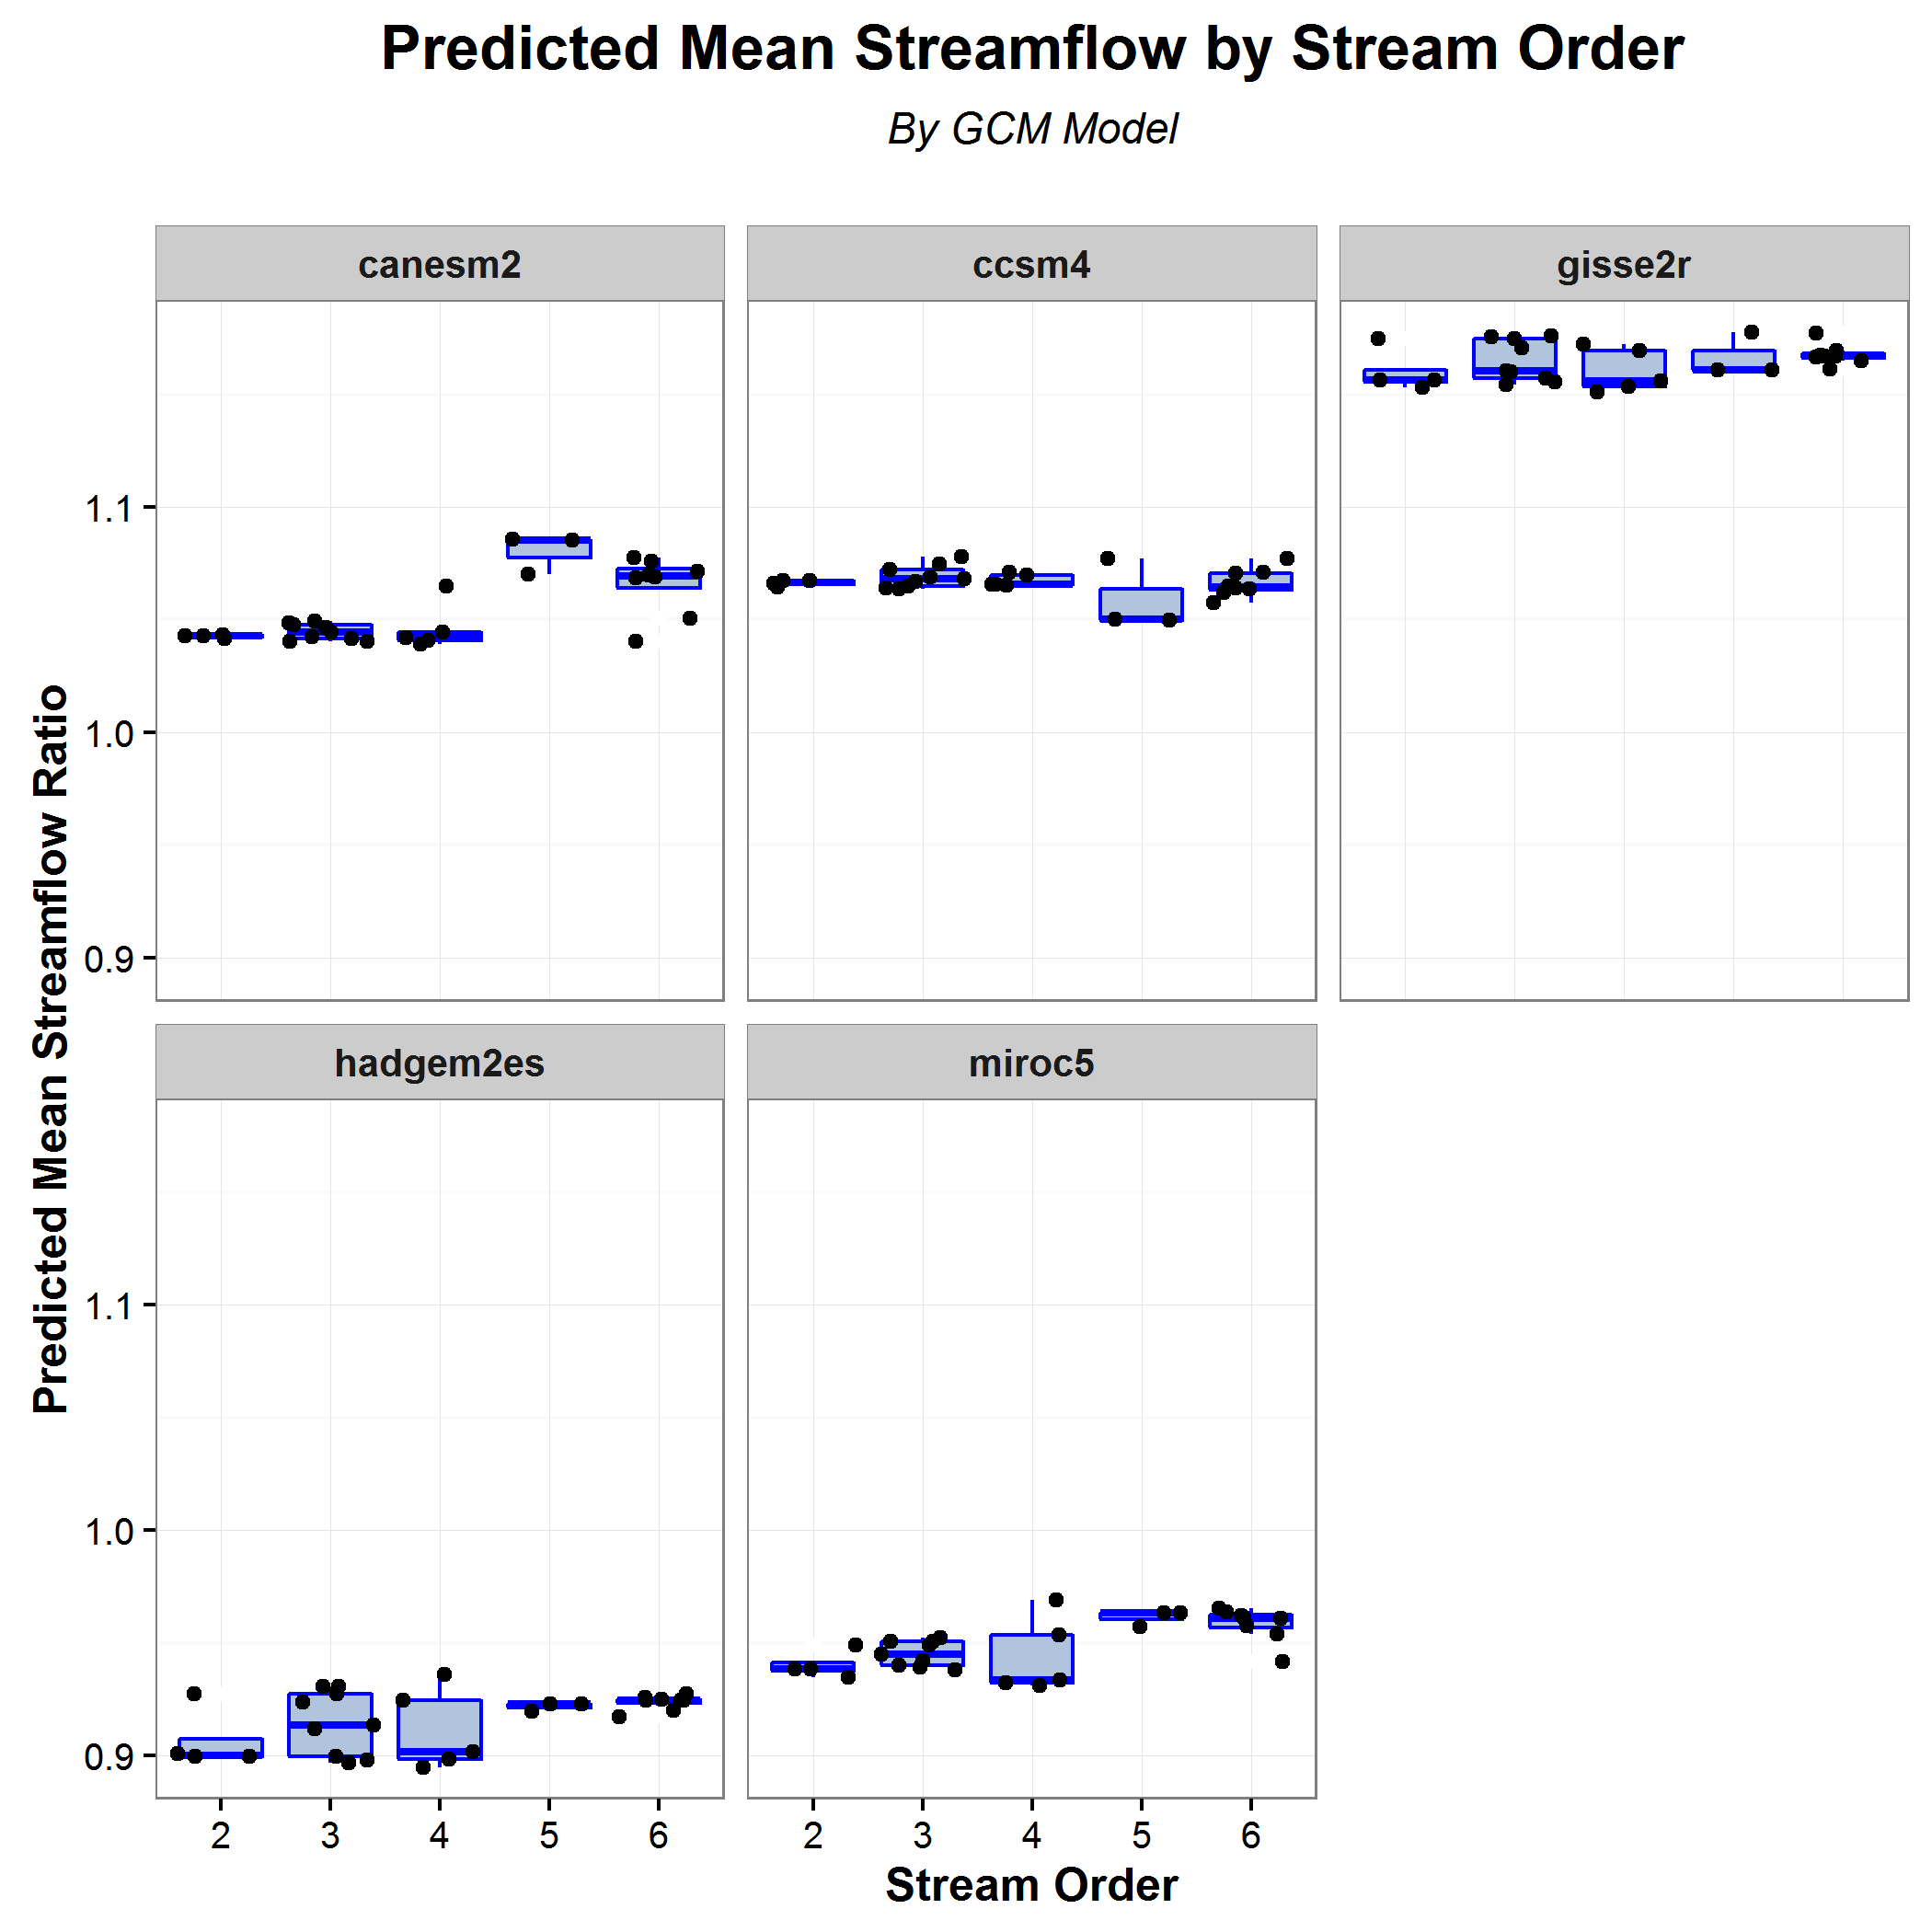 Predicted Mean Streamflow by Stream Order
By GCM Model
canesm2
ccsm4
gisse2r
1.1
1.0
0.9
Predicted Mean Streamflow Ratio
hadgem2es
miroc5
1.1
1.0
0.9
2 3 4 5 6
2 3 4 5 6
Stream Order